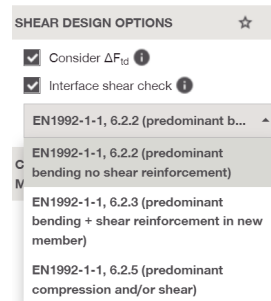 SHEAR DESIGN OPTIONS
Consider ΔFtd
Interface shear check
EN1992-1-1, 6.2.2 (predominant b...
EN1992-1-1, 6.2.2 (predominant
bending no shear reinforcement)
C
M
EN1992-1-1, 6.2.3 (predominant
bending + shear reinforcement in new
member)
EN1992-1-1, 6.2.5 (predominant
compression and/or shear)